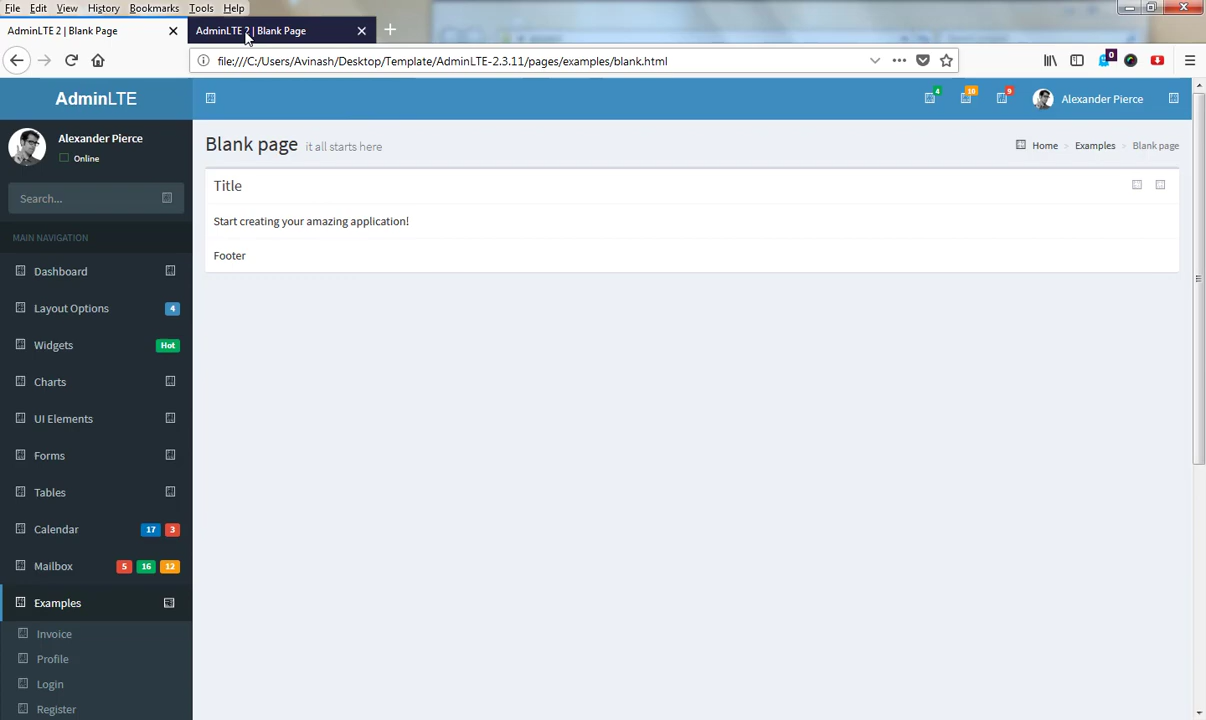 File Edit View History Bookmarks Tools Help
AdminLTE 2 | Blank Page
AdminLTE 2 | Blank Page
file:///C:/Users/Avinash/Desktop/Template/AdminLTE-2.3.11/pages/examples/blank.html
0
AdminLTE
4
10
9
Alexander Pierce
Alexander Pierce
Online
Blank page it all starts here
Home > Examples > Blank page
Search...
Title
Start creating your amazing application!
Footer
MAIN NAVIGATION
Dashboard
Layout Options 4
Widgets Hot
Charts
UI Elements
Forms
Tables
Calendar 17 3
Mailbox 5 16 12
Examples
Invoice
Profile
Login
Register